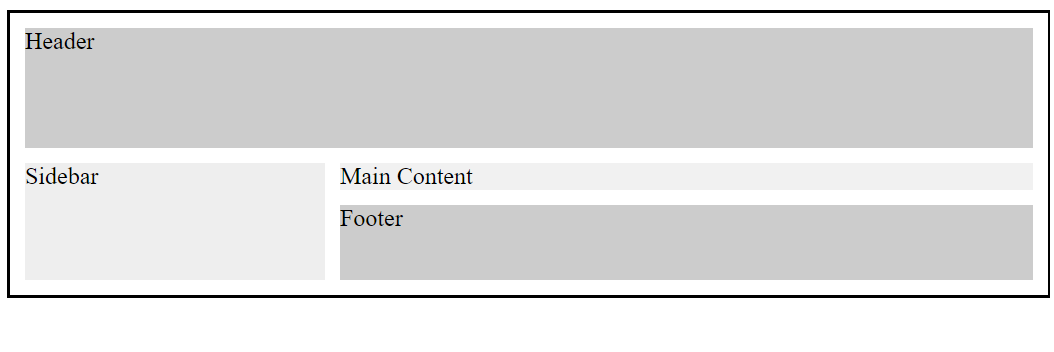 Header
Sidebar
Main Content
Footer